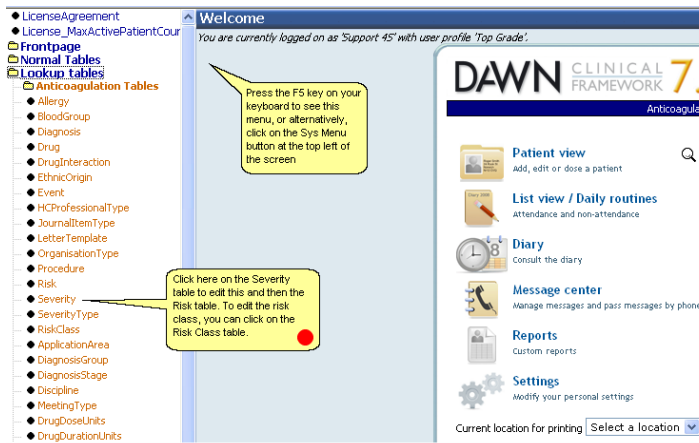 LicenseAgreement
License_MaxActivePatientCour
Frontpage
Normal Tables
Lookup tables
Anticoagulation Tables
Allergy
BloodGroup
Diagnosis
Drug
DrugInteraction
EthnicOrigin
Event
HCProfessionalType
JournalItemType
LetterTemplate
OrganisationType
Procedure
Risk
Severity
SeverityType
RiskClass
ApplicationArea
DiagnosisGroup
DiagnosisStage
Discipline
MeetingType
DrugDoseUnits
DrugDurationUnits
Welcome
You are currently logged on as 'Support 45' with user profile 'Top Grade'.
Press the F5 key on your
keyboard to see this
menu, or alternatively,
click on the Sys Menu
button at the top left of
the screen
Click here on the Severity
table to edit this and then the
Risk table. To edit the risk
class, you can click on the
Risk Class table.
DAWN CLINICAL FRAMEWORK 7.
Anticoagula
Patient view
Add, edit or dose a patient
List view / Daily routines
Attendance and non-attendance
Diary
Consult the diary
Message center
Manage messages and pass messages by phone
Reports
Custom reports
Settings
Modify your personal settings
Current location for printing Select a location